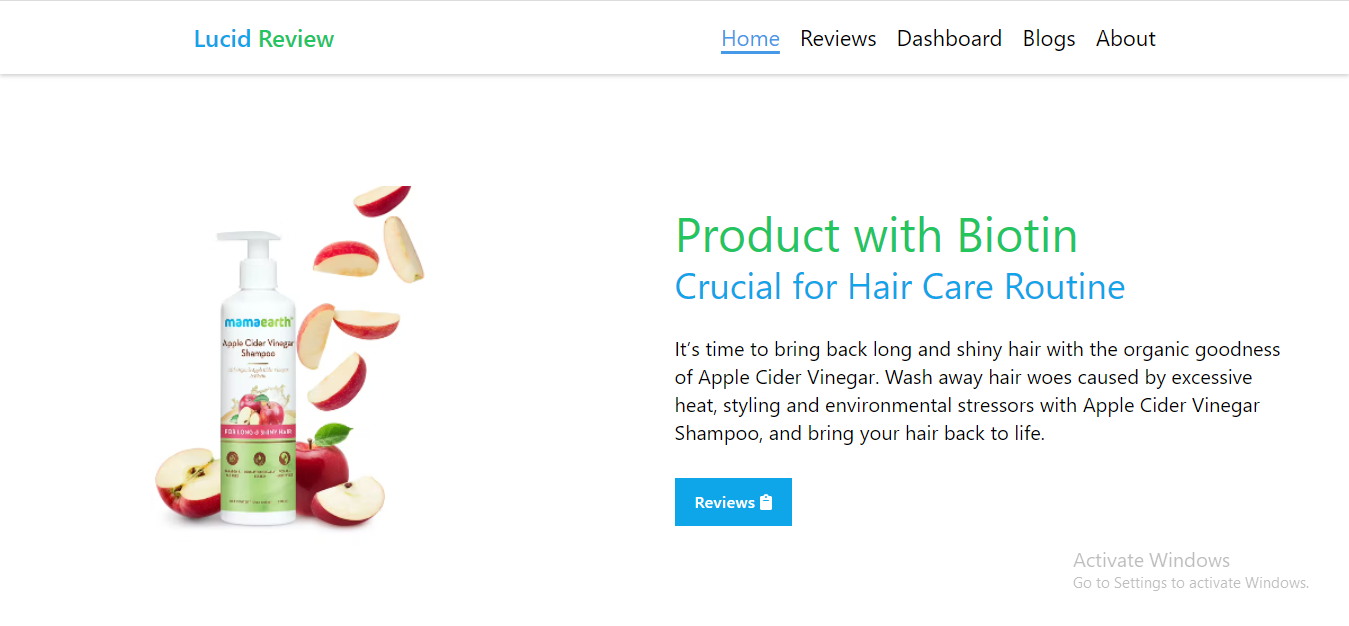 Lucid Review
Home Reviews Dashboard Blogs About
Product with Biotin
Crucial for Hair Care Routine
It’s time to bring back long and shiny hair with the organic goodness
of Apple Cider Vinegar. Wash away hair woes caused by excessive
heat, styling and environmental stressors with Apple Cider Vinegar
Shampoo, and bring your hair back to life.
Reviews
mamaearth
Apple Cider Vinegar
Shampoo
FOR LONG & SHINY HAIR
Activate Windows
Go to Settings to activate Windows.